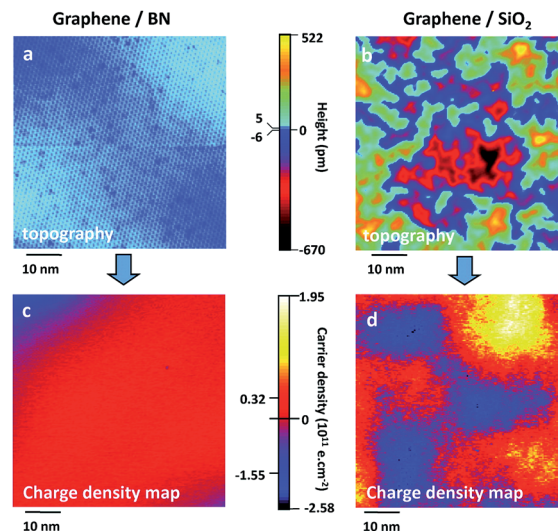 Graphene / BN
Graphene / SiO₂
a
topography
10 nm
522
5
-6
0
-670
Height (pm)
b
topography
10 nm
c
Charge density map
10 nm
1.95
0.32
0
-1.55
-2.58
Carrier density (10¹¹ e.cm⁻²)
d
Charge density map
10 nm